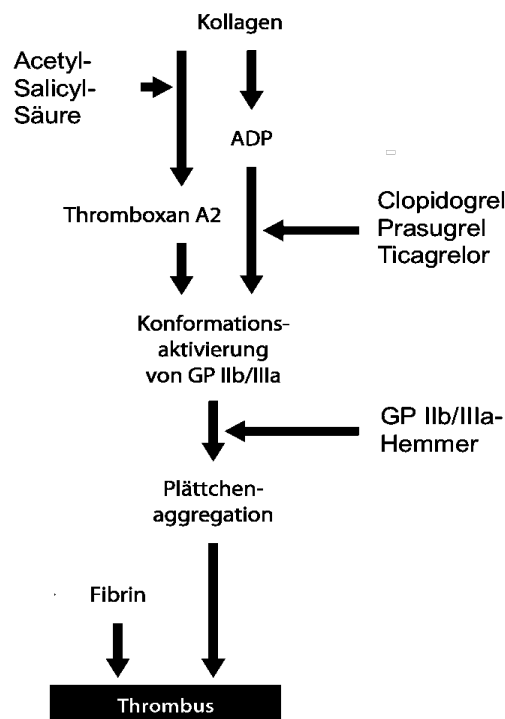 Kollagen
Acetyl-
Salicyl-
Säure
ADP
Clopidogrel
Prasugrel
Ticagrelor
Thromboxan A2
Konformations-
aktivierung
von GP IIb/IIIa
GP IIb/IIIa-
Hemmer
Plättchen-
aggregation
Fibrin
Thrombus